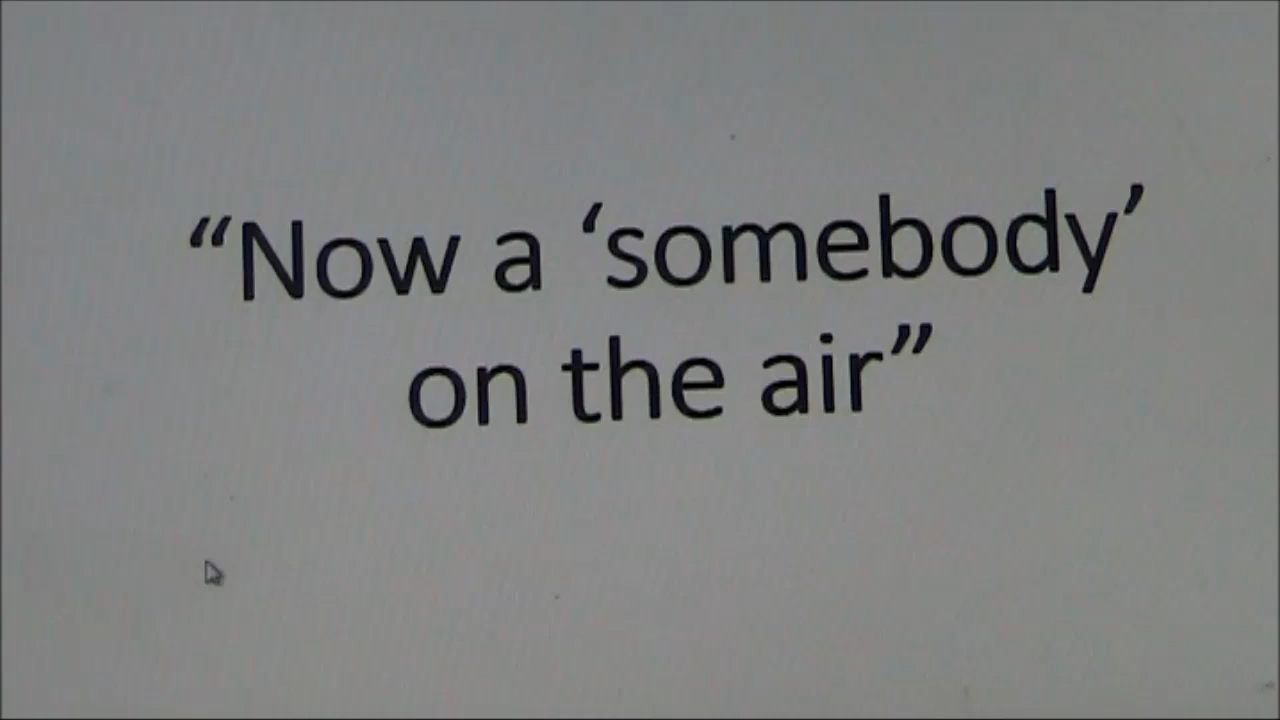 “Now a ‘somebody’
on the air”